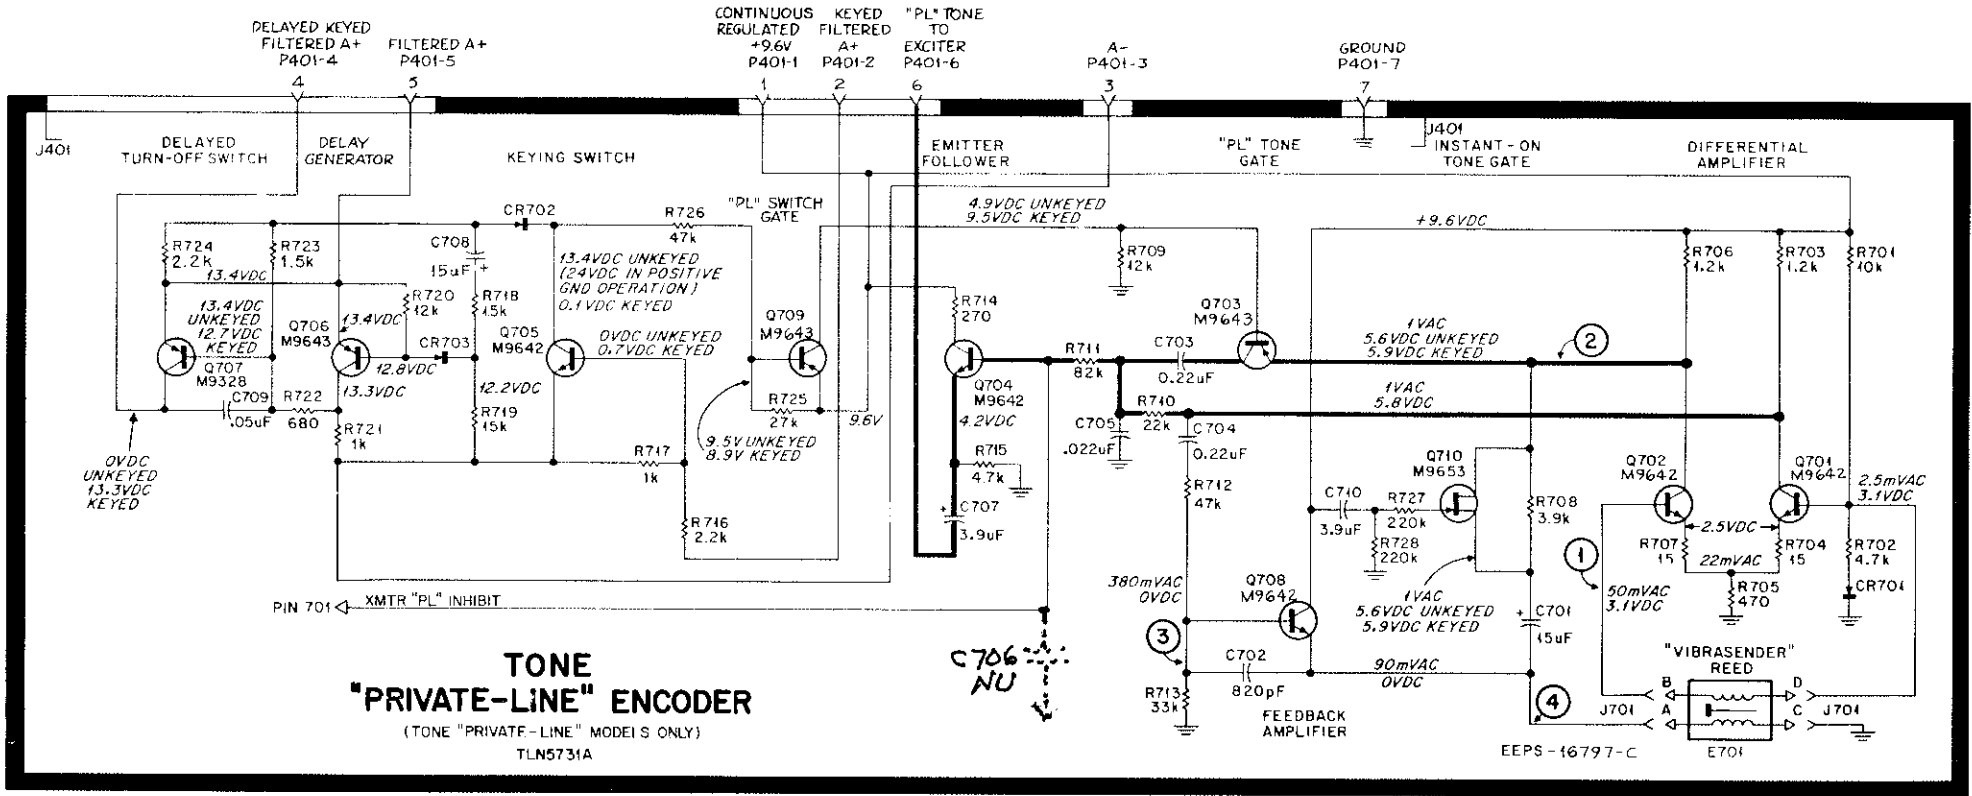 DELAYED KEYED
FILTERED A+
P401-4
4
FILTERED A+
P401-5
5
CONTINUOUS
REGULATED
+9.6V
P401-1
1
KEYED
FILTERED
A+
P401-2
2
"PL" TONE
TO
EXCITER
P401-6
6
A-
P401-3
3
GROUND
P401-7
7
J401
DELAYED
TURN-OFF SWITCH
DELAY
GENERATOR
KEYING SWITCH
EMITTER
FOLLOWER
"PL" TONE
GATE
J401
INSTANT-ON
TONE GATE
DIFFERENTIAL
AMPLIFIER
"PL" SWITCH
GATE
R724
2.2k
R723
1.5k
13.4VDC
13.4VDC
UNKEYED
12.7VDC
KEYED
Q707
M9328
C709
.05uF
R722
680
0VDC
UNKEYED
13.3VDC
KEYED
Q706
M9643
13.4VDC
12.8VDC
13.3VDC
R721
1k
R720
12k
CR703
C708
15uF
+
R718
1.5k
12.2VDC
R719
15k
CR702
Q705
M9642
13.4VDC UNKEYED
(24VDC IN POSITIVE
GND OPERATION)
0.1VDC KEYED
0VDC UNKEYED
0.7VDC KEYED
R717
1k
R716
2.2k
R726
47k
Q709
M9643
R725
27k
9.6V
9.5V UNKEYED
8.9V KEYED
4.9VDC UNKEYED
9.5VDC KEYED
R709
12k
R714
270
Q704
M9642
4.2VDC
R715
4.7k
+
C707
3.9uF
R711
82k
C703
0.22uF
Q703
M9643
R710
22k
C705
.022uF
C704
0.22uF
R712
47k
+9.6VDC
1VAC
5.6VDC UNKEYED
5.9VDC KEYED
2
1VAC
5.8VDC
R706
1.2k
R703
1.2k
R701
10k
Q710
M9653
C710
3.9uF
R727
220k
R728
220k
R708
3.9k
1VAC
5.6VDC UNKEYED
5.9VDC KEYED
+
C701
15uF
Q702
M9642
Q701
M9642
2.5mVAC
3.1VDC
2.5VDC
R707
15
22mVAC
R704
15
R705
470
R702
4.7k
CR701
1
50mVAC
3.1VDC
380mVAC
0VDC
Q708
M9642
3
C702
820pF
R713
33k
90mVAC
0VDC
FEEDBACK
AMPLIFIER
4
"VIBRASENDER"
REED
B
D
J701
A
C
J701
E701
EEPS-16797-C
PIN 701
XMTR "PL" INHIBIT
C706
NU
TONE
"PRIVATE-LINE" ENCODER
(TONE "PRIVATE-LINE" MODELS ONLY)
TLN5731A